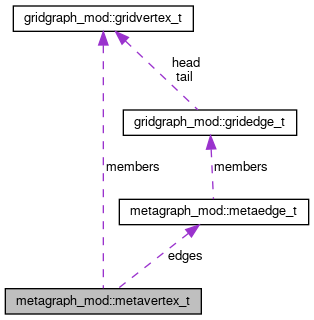 gridgraph_mod::gridvertex_t
head
tail
gridgraph_mod::gridedge_t
members
members
metagraph_mod::metaedge_t
edges
metagraph_mod::metavertex_t